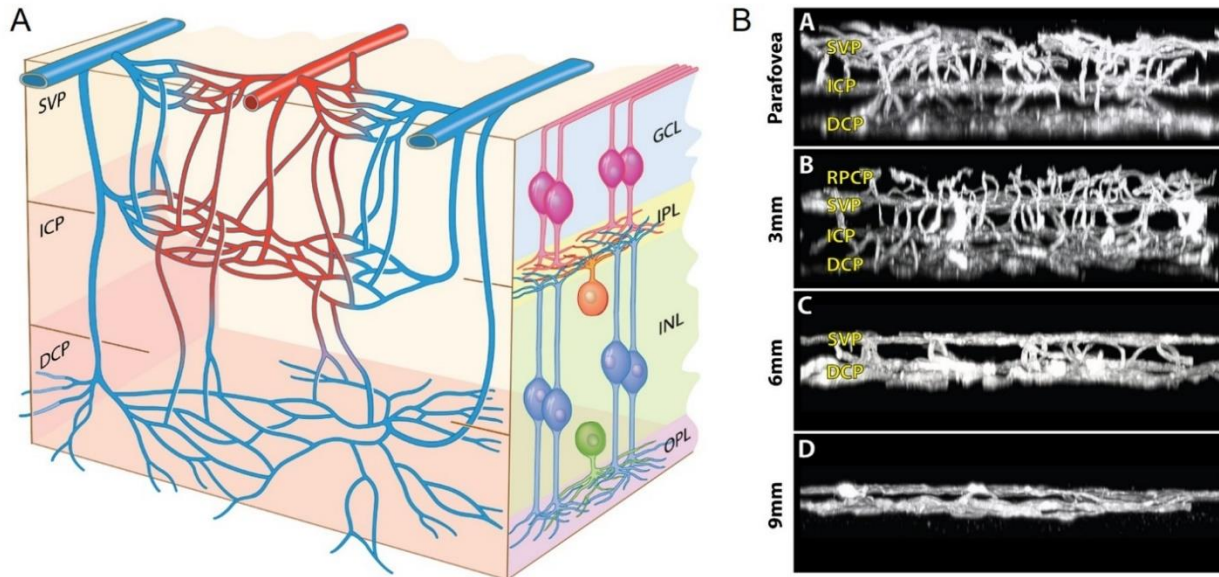 A
SVP
ICP
DCP
GCL
IPL
INL
OPL
B
Parafovea
A
SVP
ICP
DCP
3mm
B
RPCP
SVP
ICP
DCP
6mm
C
SVP
DCP
9mm
D